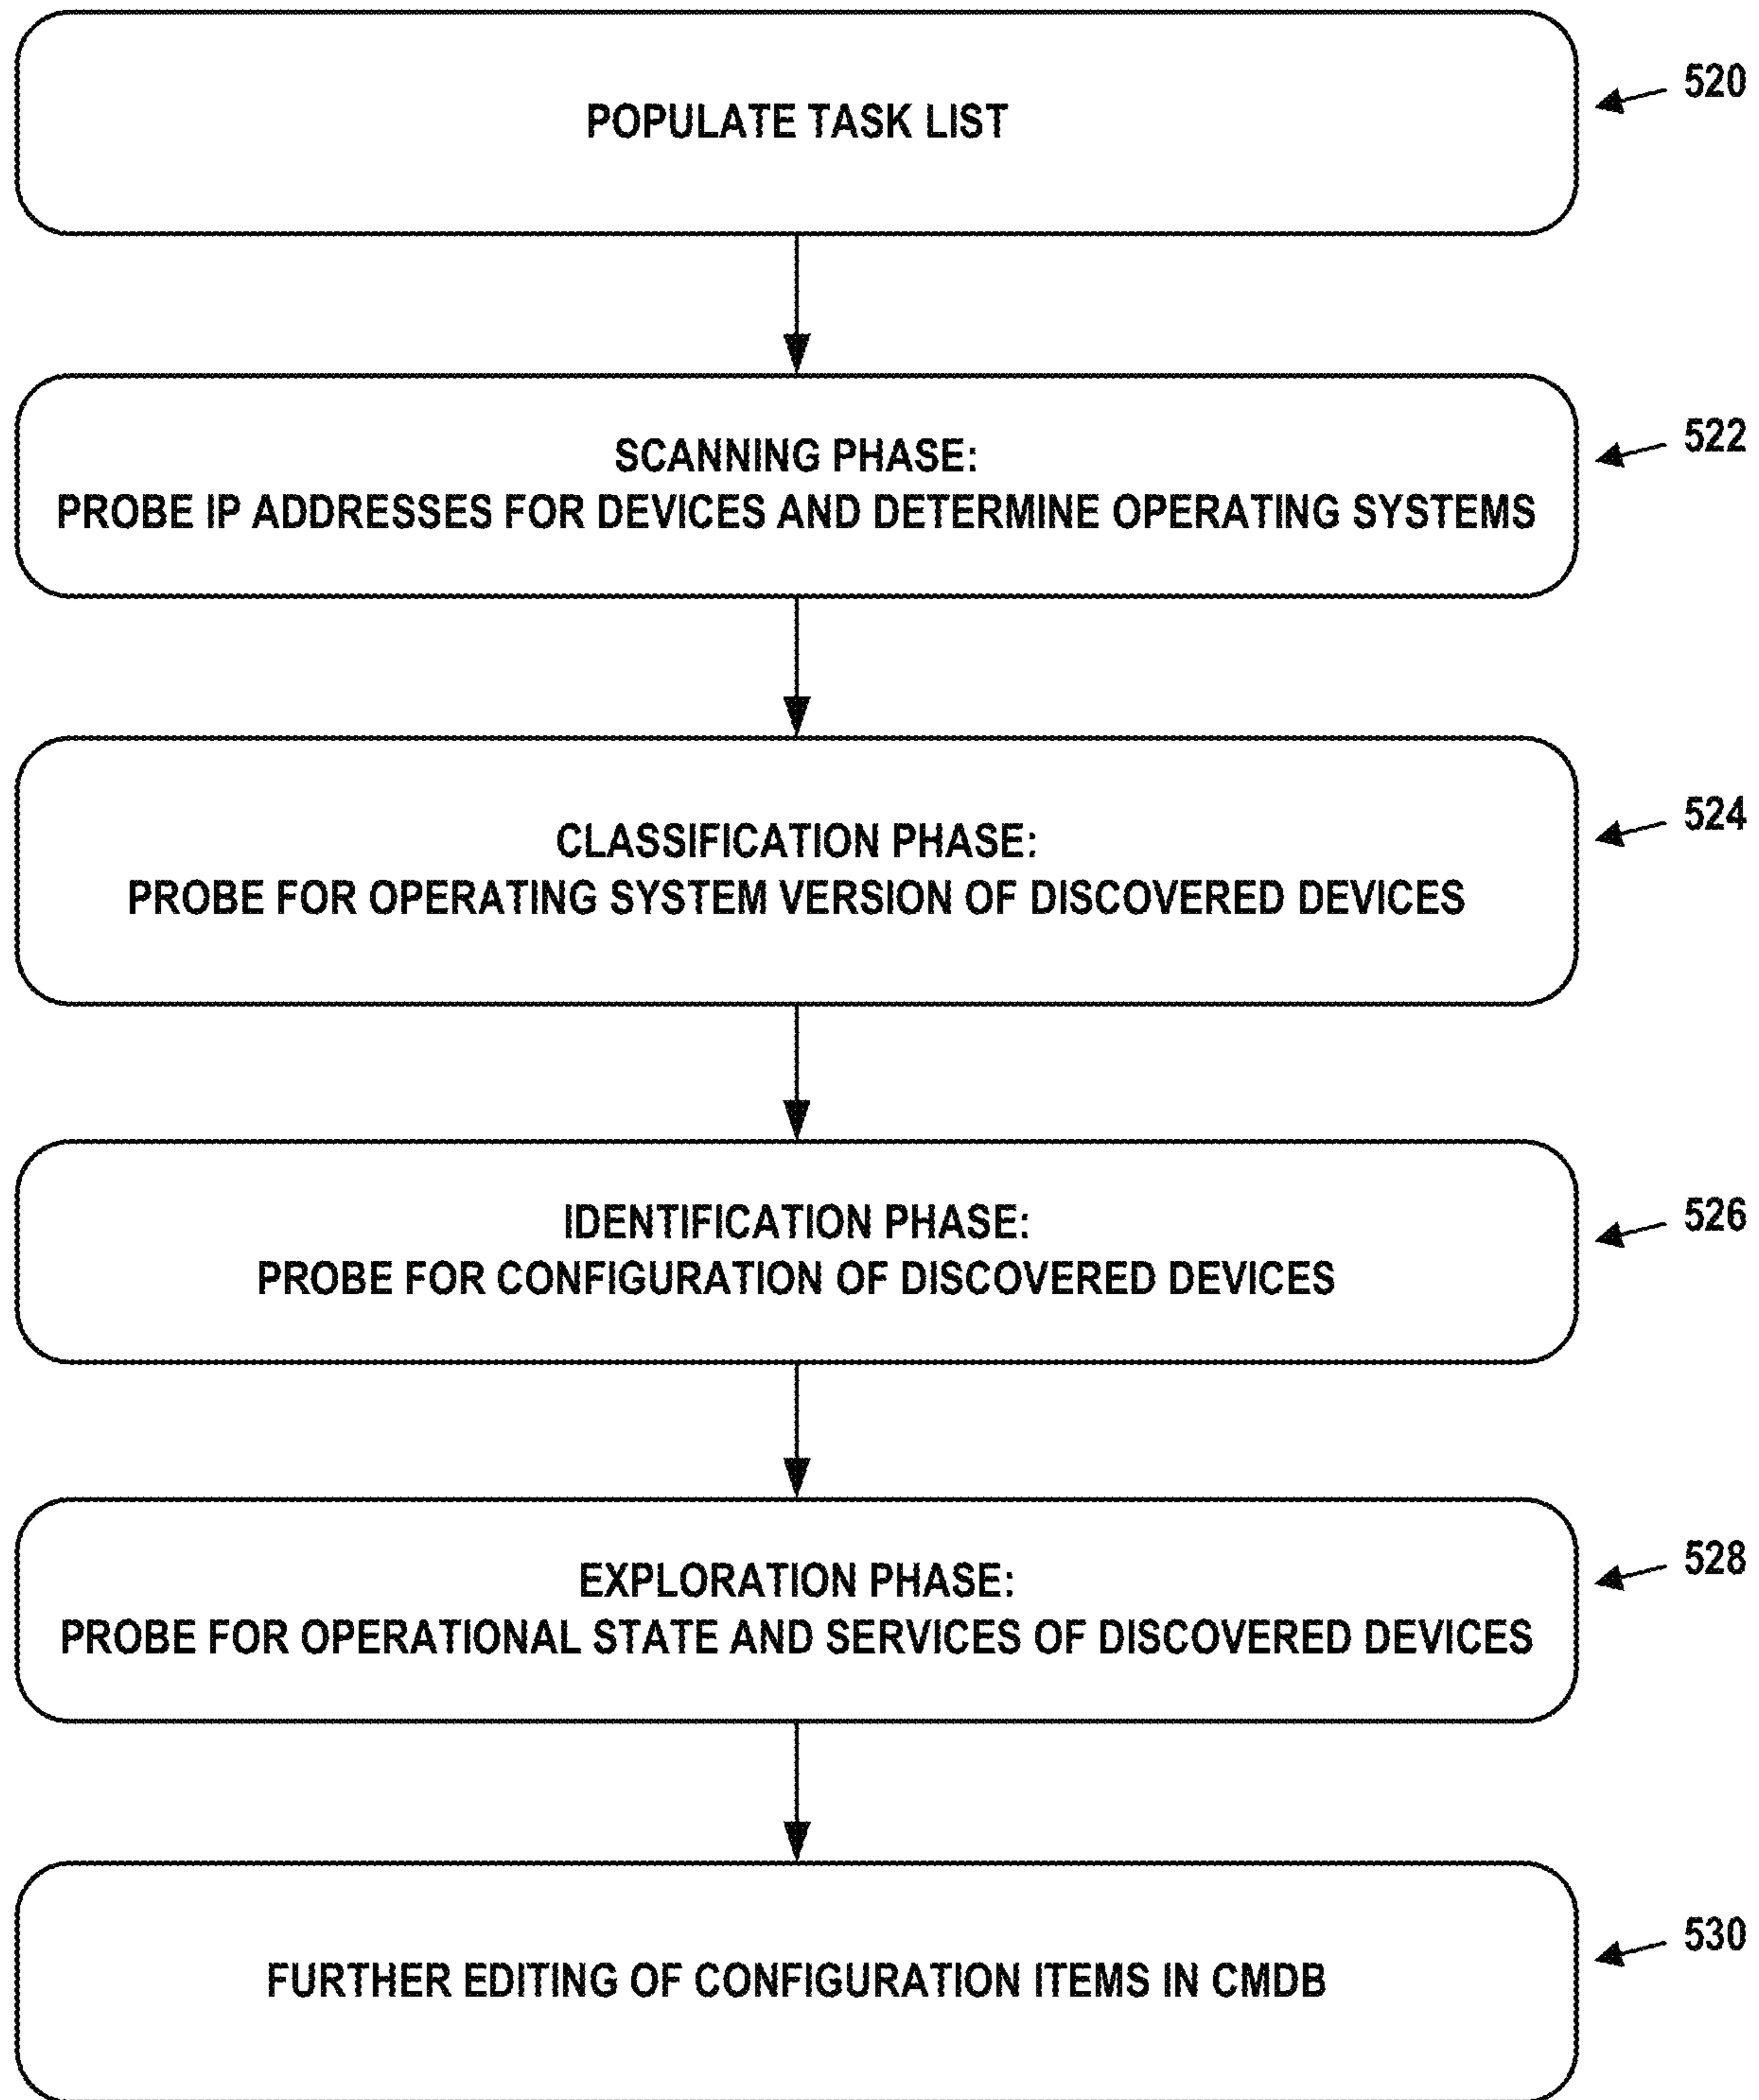 POPULATE TASK LIST
520
SCANNING PHASE:
PROBE IP ADDRESSES FOR DEVICES AND DETERMINE OPERATING SYSTEMS
522
CLASSIFICATION PHASE:
PROBE FOR OPERATING SYSTEM VERSION OF DISCOVERED DEVICES
524
IDENTIFICATION PHASE:
PROBE FOR CONFIGURATION OF DISCOVERED DEVICES
526
EXPLORATION PHASE:
PROBE FOR OPERATIONAL STATE AND SERVICES OF DISCOVERED DEVICES
528
FURTHER EDITING OF CONFIGURATION ITEMS IN CMDB
530